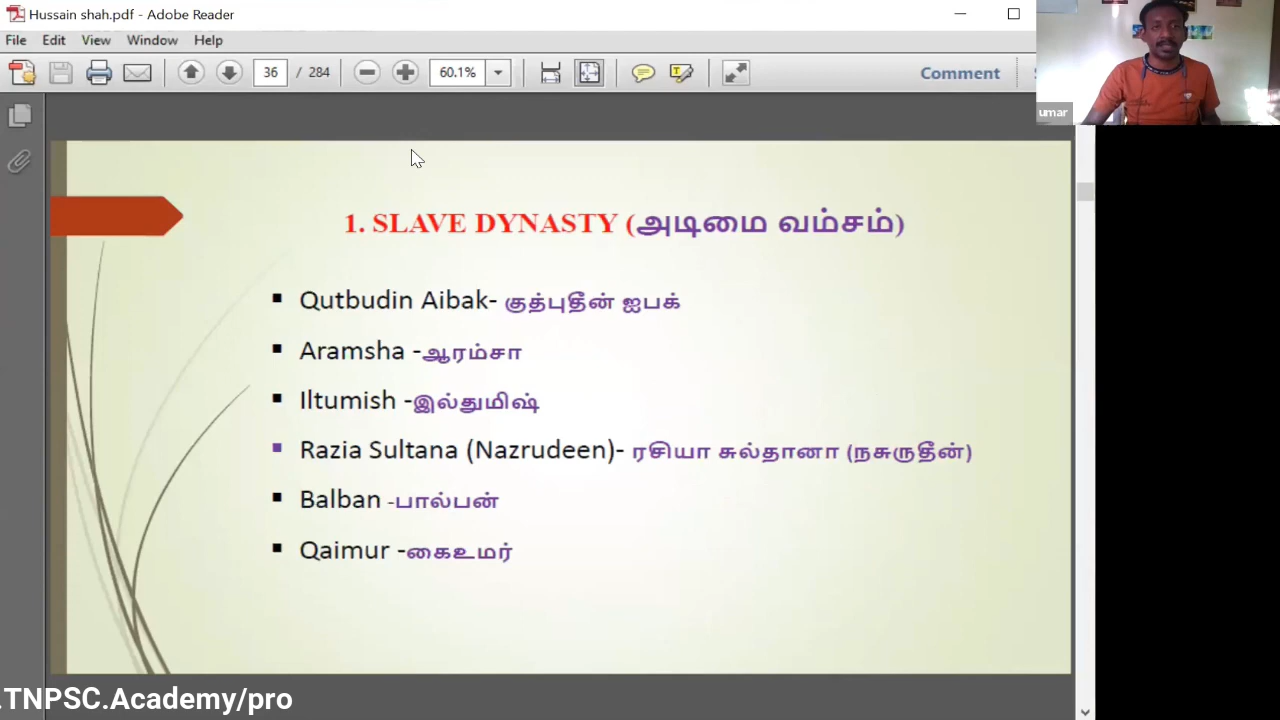 Hussain shah.pdf - Adobe Reader
File Edit View Window Help
36 / 284 60.1% Comment
umar
1. SLAVE DYNASTY (அடிமை வம்சம்)
▪ Qutbudin Aibak- குத்புதீன் ஐபக்
▪ Aramsha -ஆரம்சா
▪ Iltumish -இல்துமிஷ்
▪ Razia Sultana (Nazrudeen)- ரசியா சுல்தானா (நசுருதீன்)
▪ Balban -பால்பன்
▪ Qaimur -கைஉமர்
.TNPSC.Academy/pro